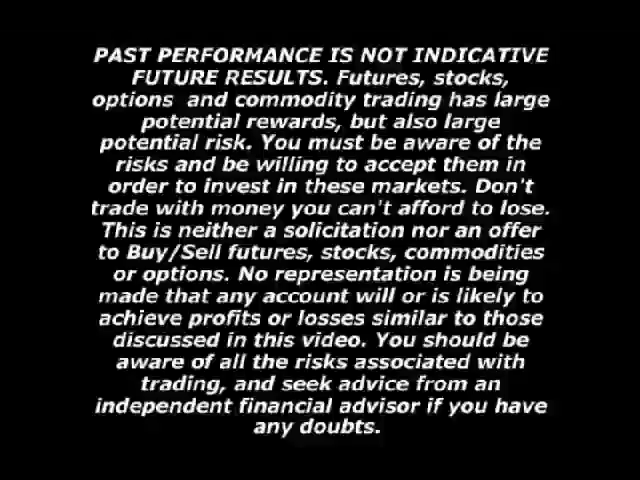 PAST PERFORMANCE IS NOT INDICATIVE
FUTURE RESULTS. Futures, stocks,
options  and commodity trading has large
potential rewards, but also large
potential risk. You must be aware of the
risks and be willing to accept them in
order to invest in these markets. Don't
trade with money you can't afford to lose.
This is neither a solicitation nor an offer
to Buy/Sell futures, stocks, commodities
or options. No representation is being
made that any account will or is likely to
achieve profits or losses similar to those
discussed in this video. You should be
aware of all the risks associated with
trading, and seek advice from an
independent financial advisor if you have
any doubts.